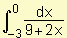 ∫_{-3}^{0} dx/(9+2x)